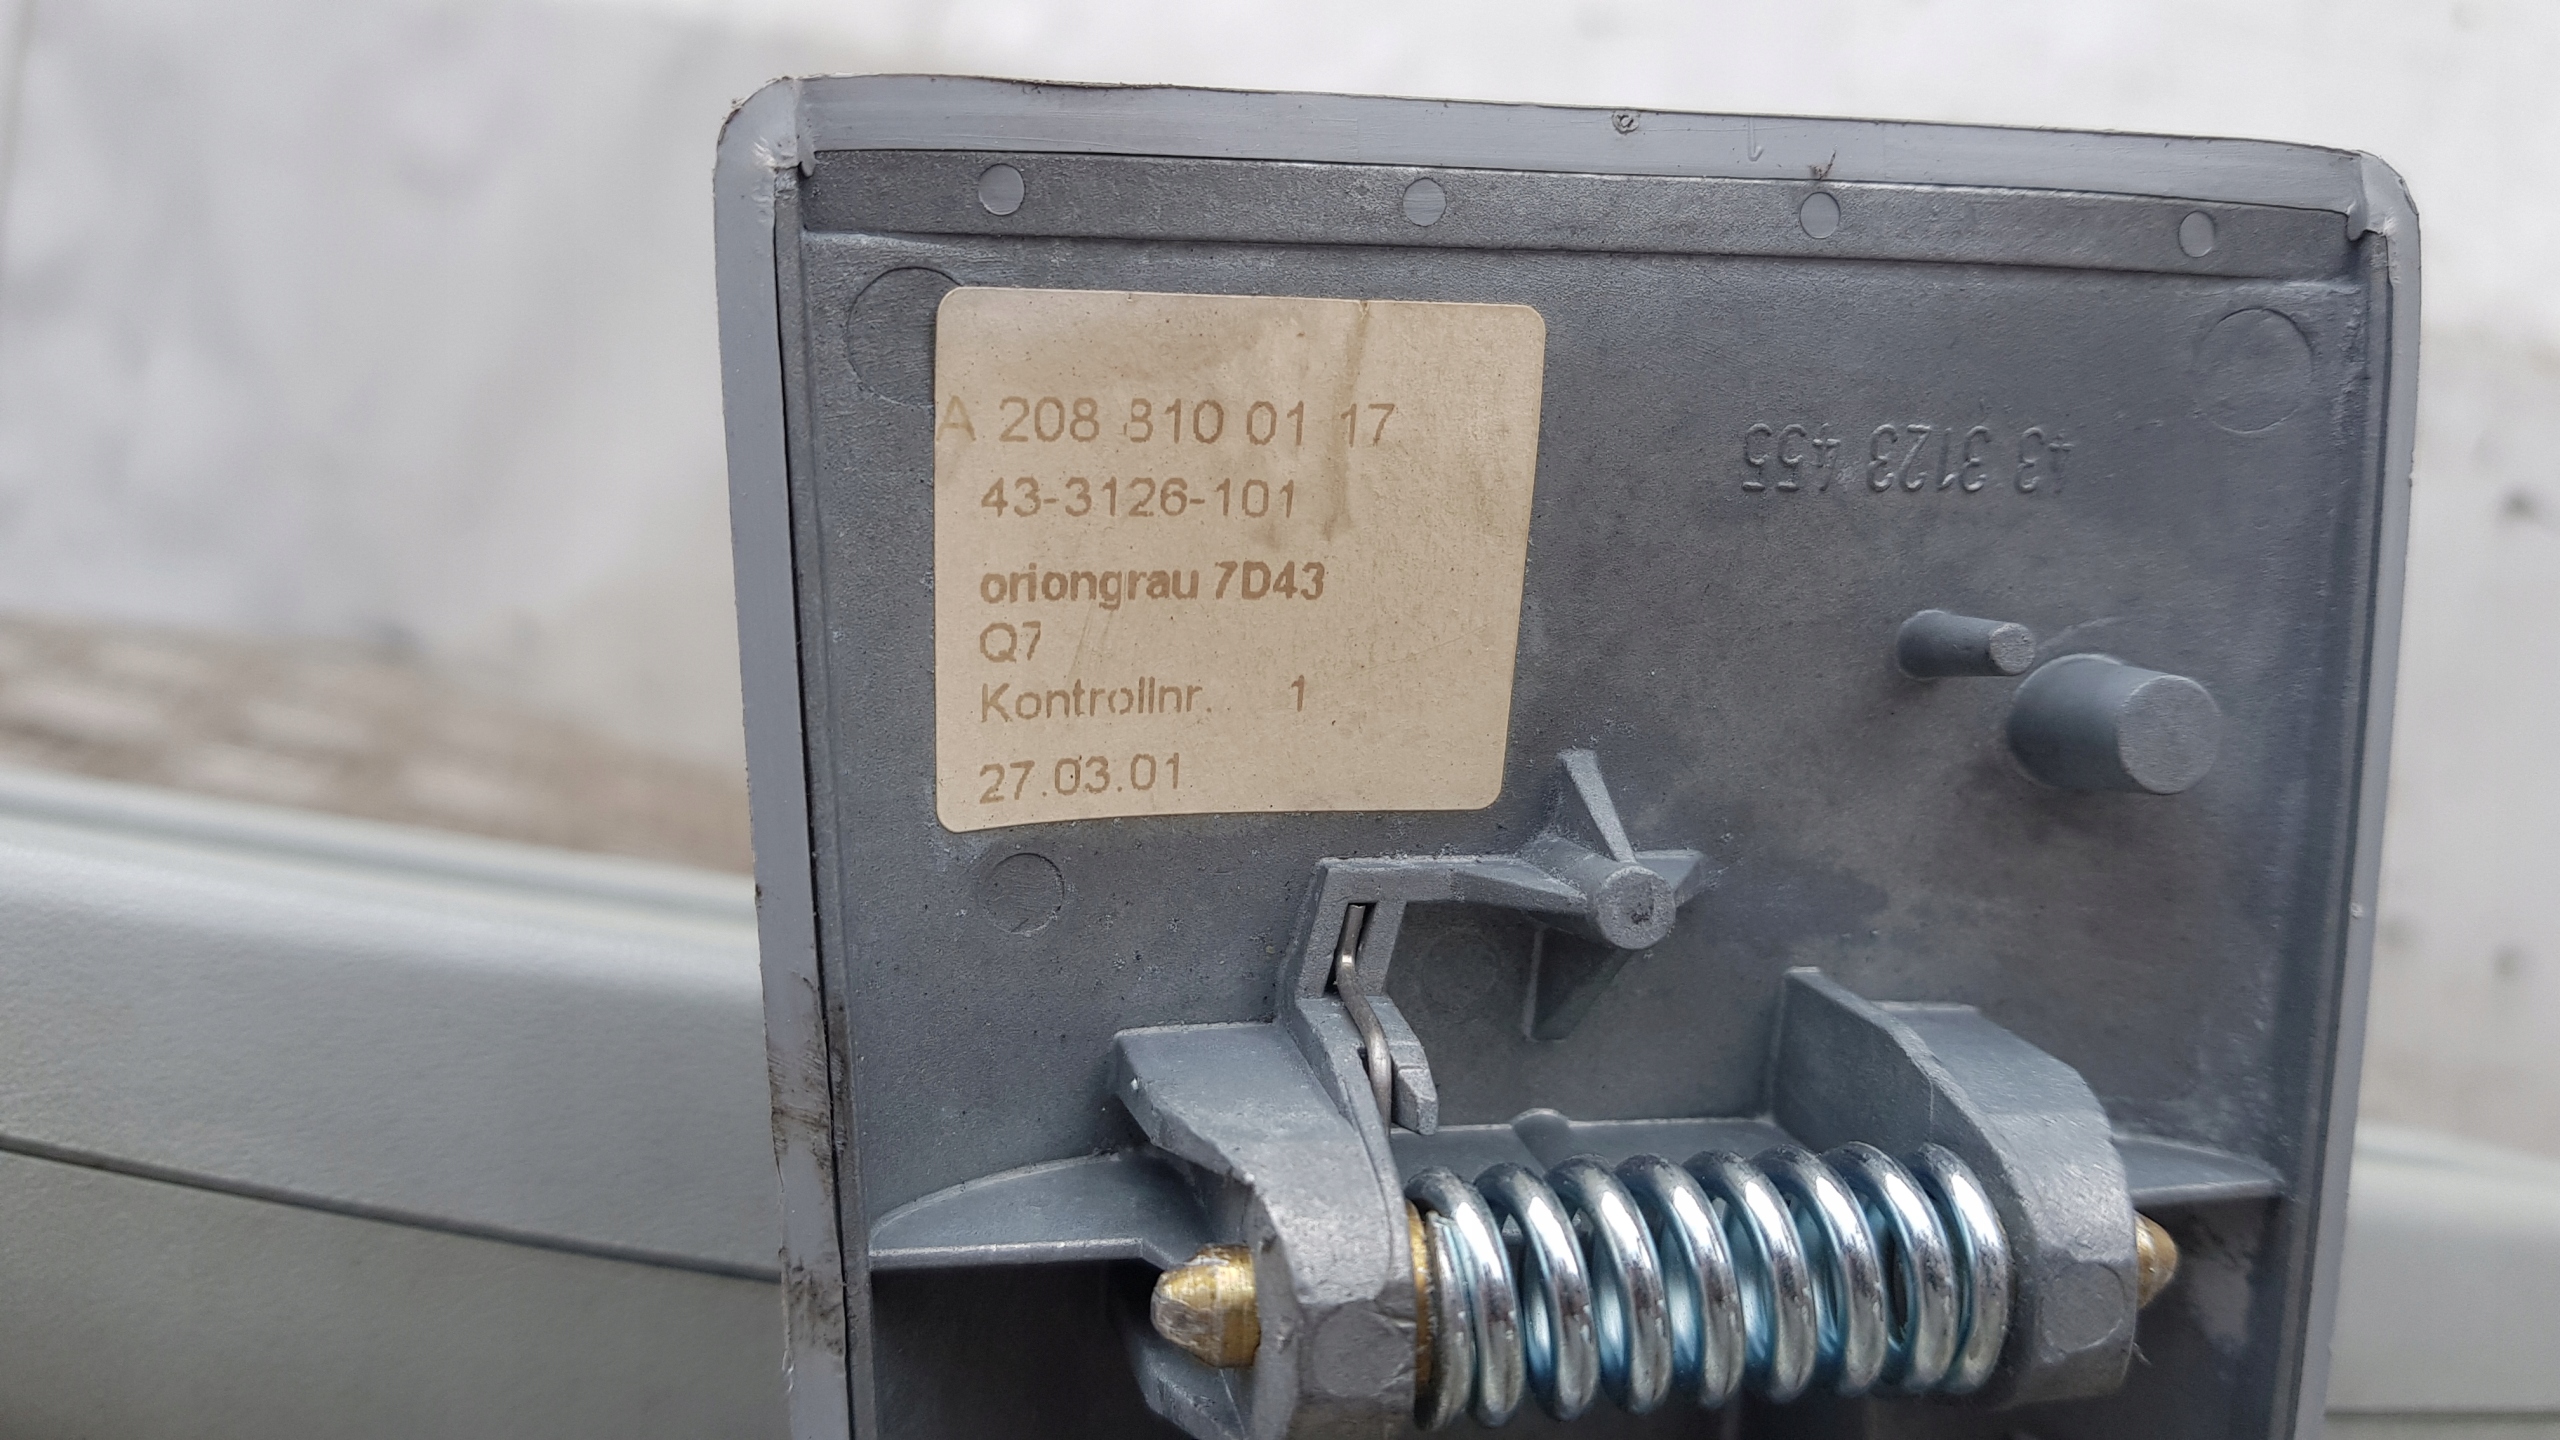 A 208 810 01 17
43-3126-101
oriongrau 7D43
Q7
Kontrollnr. 1
27.03.01
43 3123 455